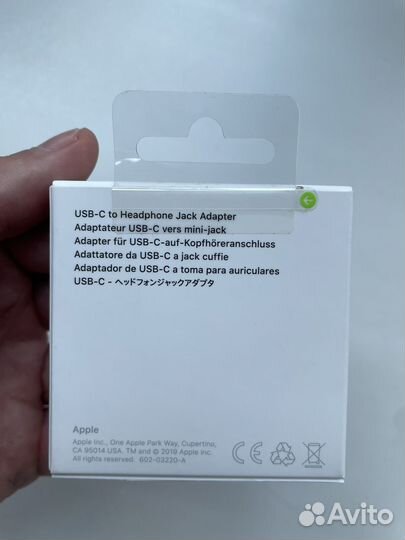 USB-C to Headphone Jack Adapter
Adaptateur USB-C vers mini-jack
Adapter für USB-C-auf-Kopfhöreranschluss
Adattatore da USB-C a jack cuffie
Adaptador de USB-C a toma para auriculares
USB-C - ヘッドフォンジャックアダプタ
Apple
Apple Inc., One Apple Park Way, Cupertino,
CA 95014 USA. TM and © 2019 Apple Inc.
All rights reserved. 602-03220-A
CE
Avito